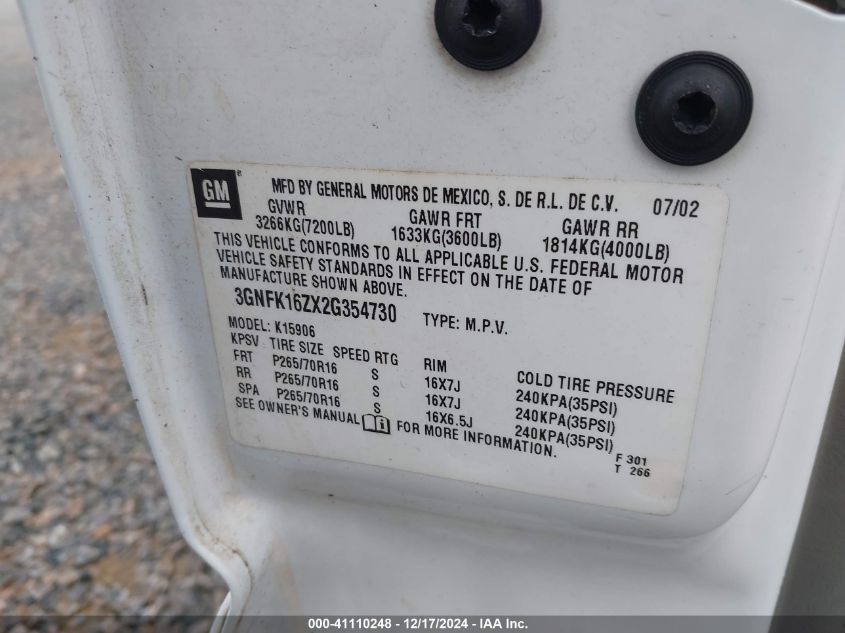 GM ® MFD BY GENERAL MOTORS DE MEXICO, S. DE R.L. DE C.V. 07/02
GVWR GAWR FRT GAWR RR
3266KG(7200LB) 1633KG(3600LB) 1814KG(4000LB)
THIS VEHICLE CONFORMS TO ALL APPLICABLE U.S. FEDERAL MOTOR
VEHICLE SAFETY STANDARDS IN EFFECT ON THE DATE OF
MANUFACTURE SHOWN ABOVE.
3GNFK16ZX2G354730 TYPE: M.P.V.
MODEL: K15906
KPSV TIRE SIZE SPEED RTG RIM COLD TIRE PRESSURE
FRT P265/70R16 S 16X7J 240KPA(35PSI)
RR P265/70R16 S 16X7J 240KPA(35PSI)
SPA P265/70R16 S 16X6.5J 240KPA(35PSI)
SEE OWNER'S MANUAL FOR MORE INFORMATION.
F 301
T 266
000-41110248 - 12/17/2024 - IAA Inc.